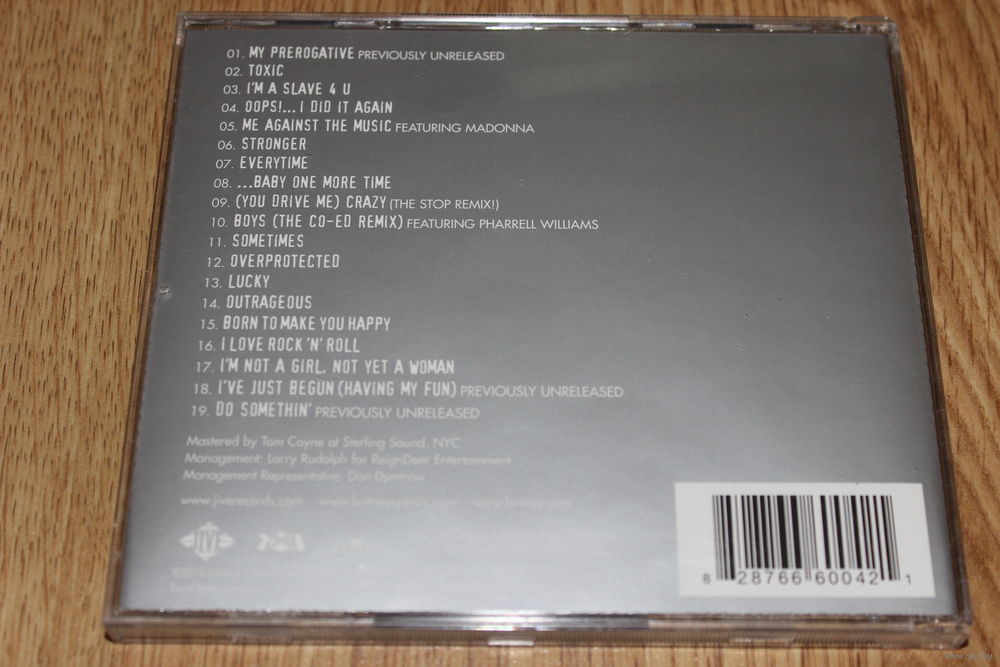 01. MY PREROGATIVE PREVIOUSLY UNRELEASED
02. TOXIC
03. I'M A SLAVE 4 U
04. OOPS!... I DID IT AGAIN
05. ME AGAINST THE MUSIC FEATURING MADONNA
06. STRONGER
07. EVERYTIME
08. ...BABY ONE MORE TIME
09. (YOU DRIVE ME) CRAZY (THE STOP REMIX!)
10. BOYS (THE CO-ED REMIX) FEATURING PHARRELL WILLIAMS
11. SOMETIMES
12. OVERPROTECTED
13. LUCKY
14. OUTRAGEOUS
15. BORN TO MAKE YOU HAPPY
16. I LOVE ROCK 'N' ROLL
17. I'M NOT A GIRL, NOT YET A WOMAN
18. I'VE JUST BEGUN (HAVING MY FUN) PREVIOUSLY UNRELEASED
19. DO SOMETHIN' PREVIOUSLY UNRELEASED
Mastered by Tom Coyne at Sterling Sound, NYC
Management: Larry Rudolph for ReignDeer Entertainment
Management Representative: Dan Dymtrow
www.jiverecords.com www.britneyspears.com www.britney.com
JIVE
8 28766 60042 1